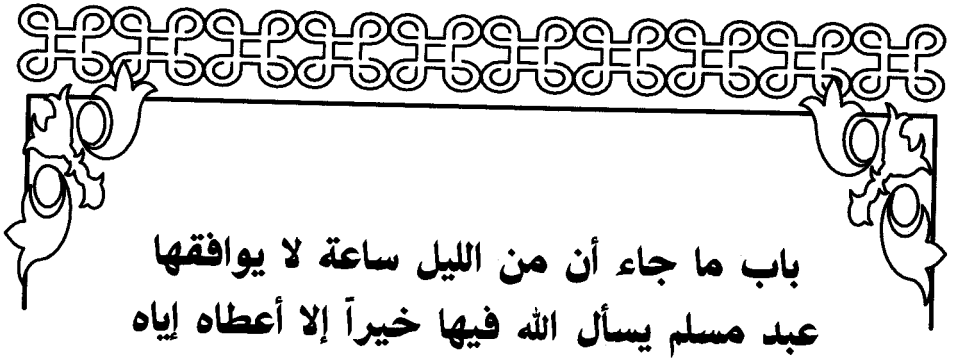 باب ما جاء أن من الليل ساعة لا يوافقها
عبد مسلم يسأل الله فيها خيراً إلا أعطاه إياه